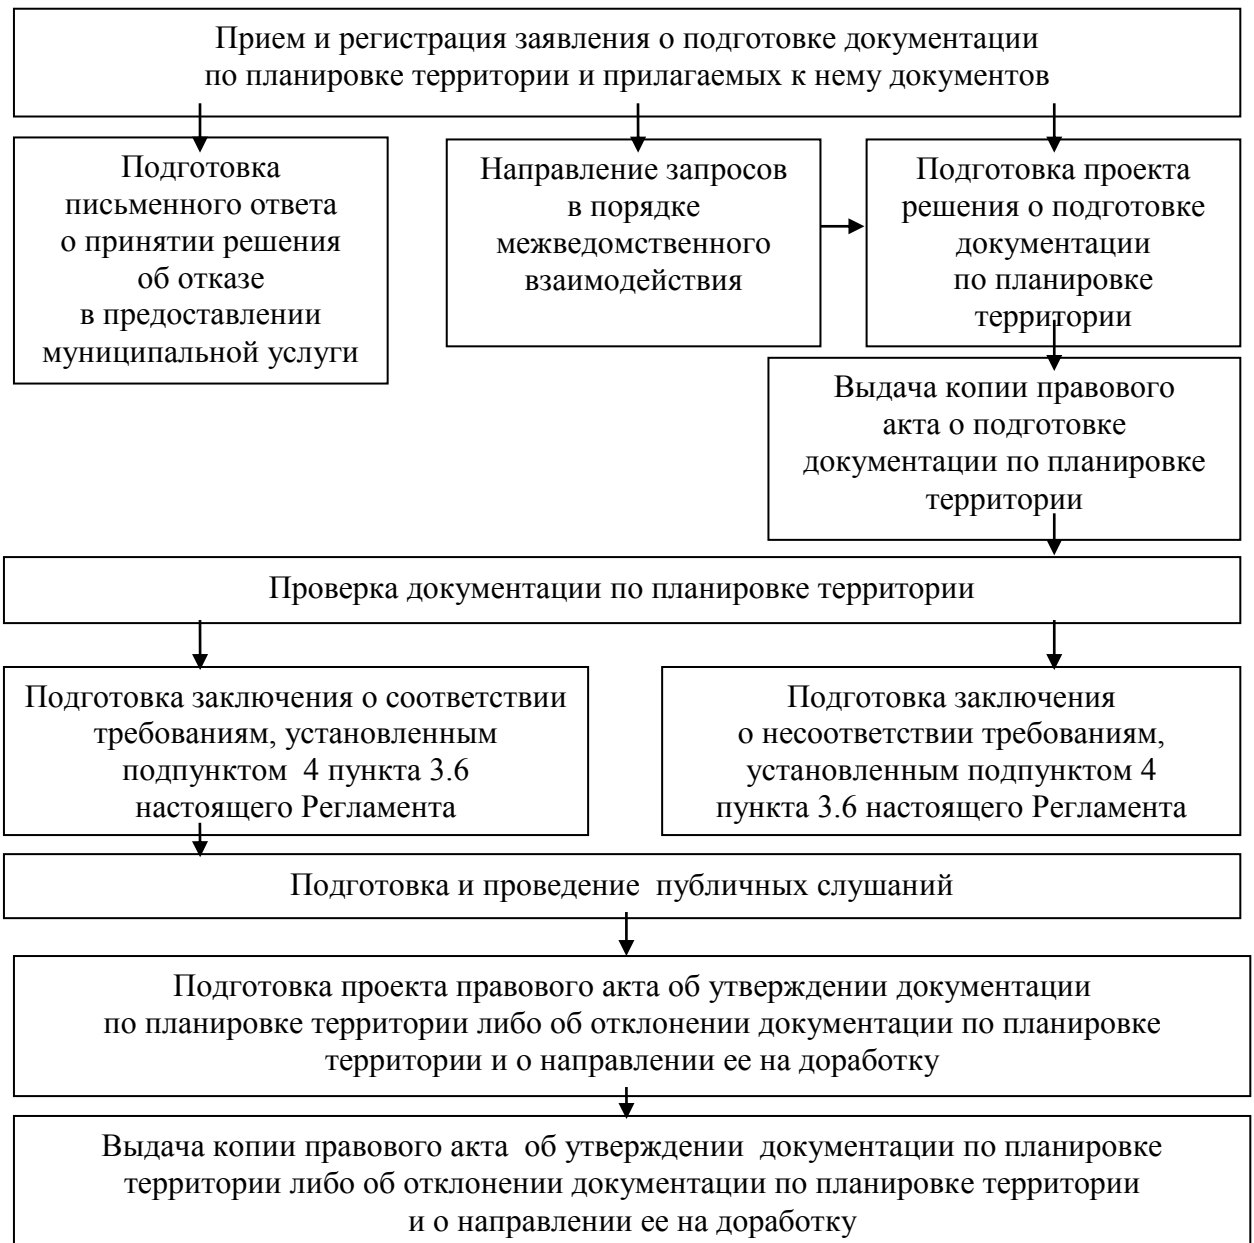 Прием и регистрация заявления о подготовке документации
по планировке территории и прилагаемых к нему документов
Подготовка
письменного ответа
о принятии решения
об отказе
в предоставлении
муниципальной услуги
Направление запросов
в порядке
межведомственного
взаимодействия
Подготовка проекта
решения о подготовке
документации
по планировке
территории
Выдача копии правового
акта о подготовке
документации по планировке
территории
Проверка документации по планировке территории
Подготовка заключения о соответствии
требованиям, установленным
подпунктом 4 пункта 3.6
настоящего Регламента
Подготовка заключения
о несоответствии требованиям,
установленным подпунктом 4
пункта 3.6 настоящего Регламента
Подготовка и проведение публичных слушаний
Подготовка проекта правового акта об утверждении документации
по планировке территории либо об отклонении документации по планировке
территории и о направлении ее на доработку
Выдача копии правового акта об утверждении документации по планировке
территории либо об отклонении документации по планировке территории
и о направлении ее на доработку